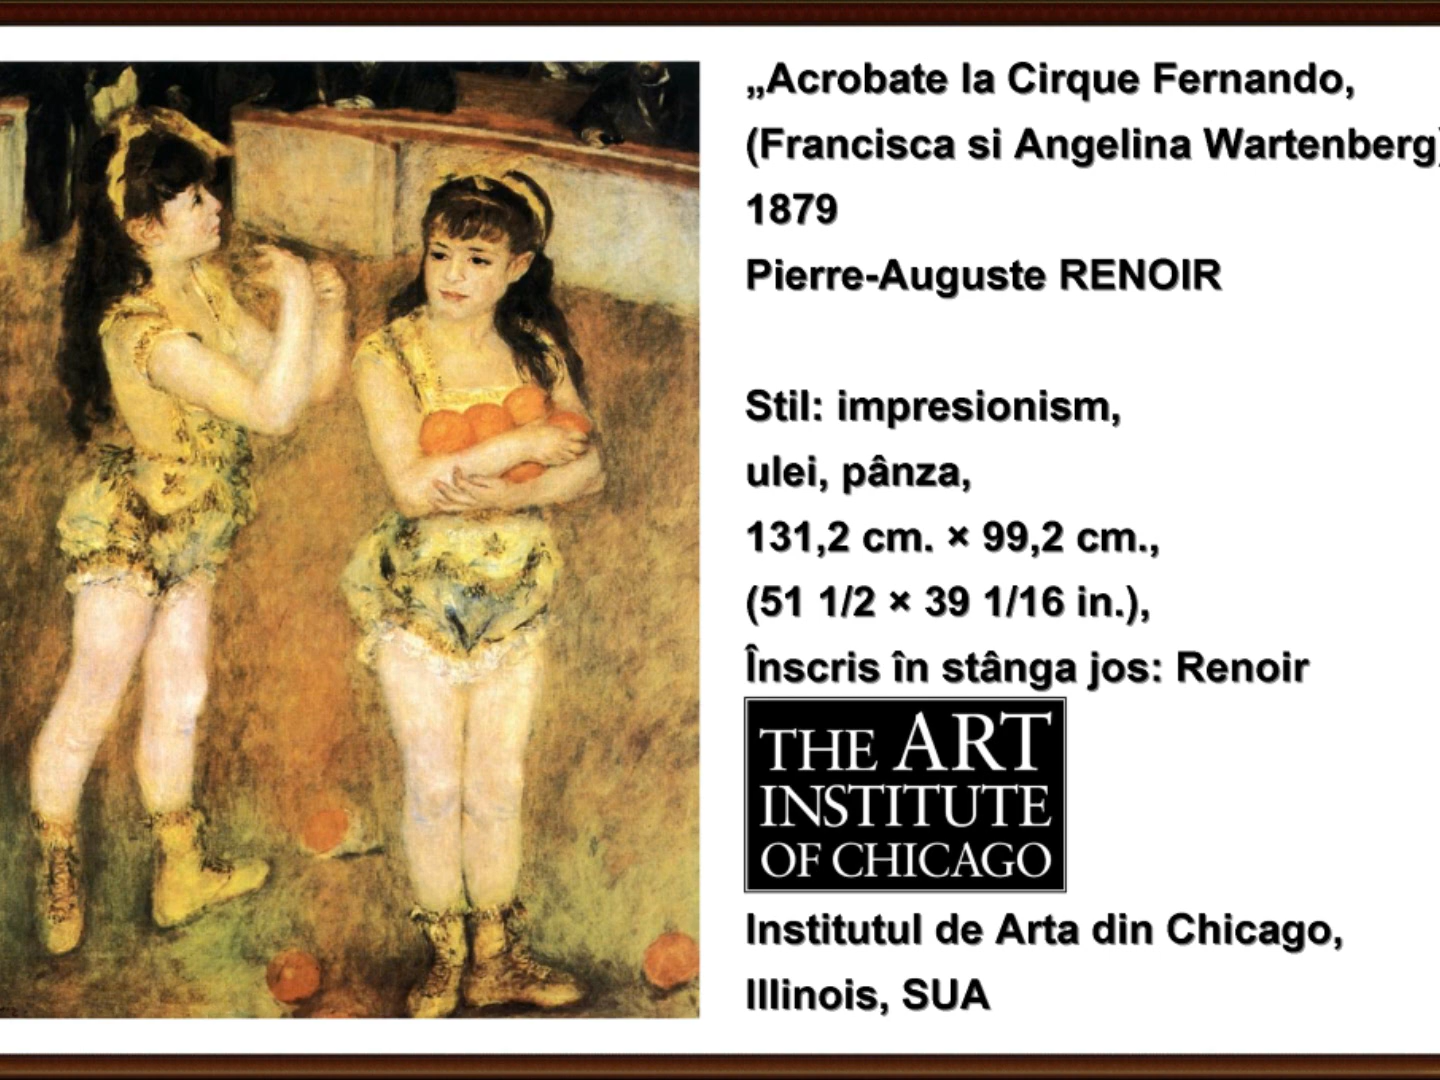 „Acrobate la Cirque Fernando,
(Francisca si Angelina Wartenberg)
1879
Pierre-Auguste RENOIR
Stil: impresionism,
ulei, pânza,
131,2 cm. × 99,2 cm.,
(51 1/2 × 39 1/16 in.),
Înscris în stânga jos: Renoir
THE ART
INSTITUTE
OF CHICAGO
Institutul de Arta din Chicago,
Illinois, SUA